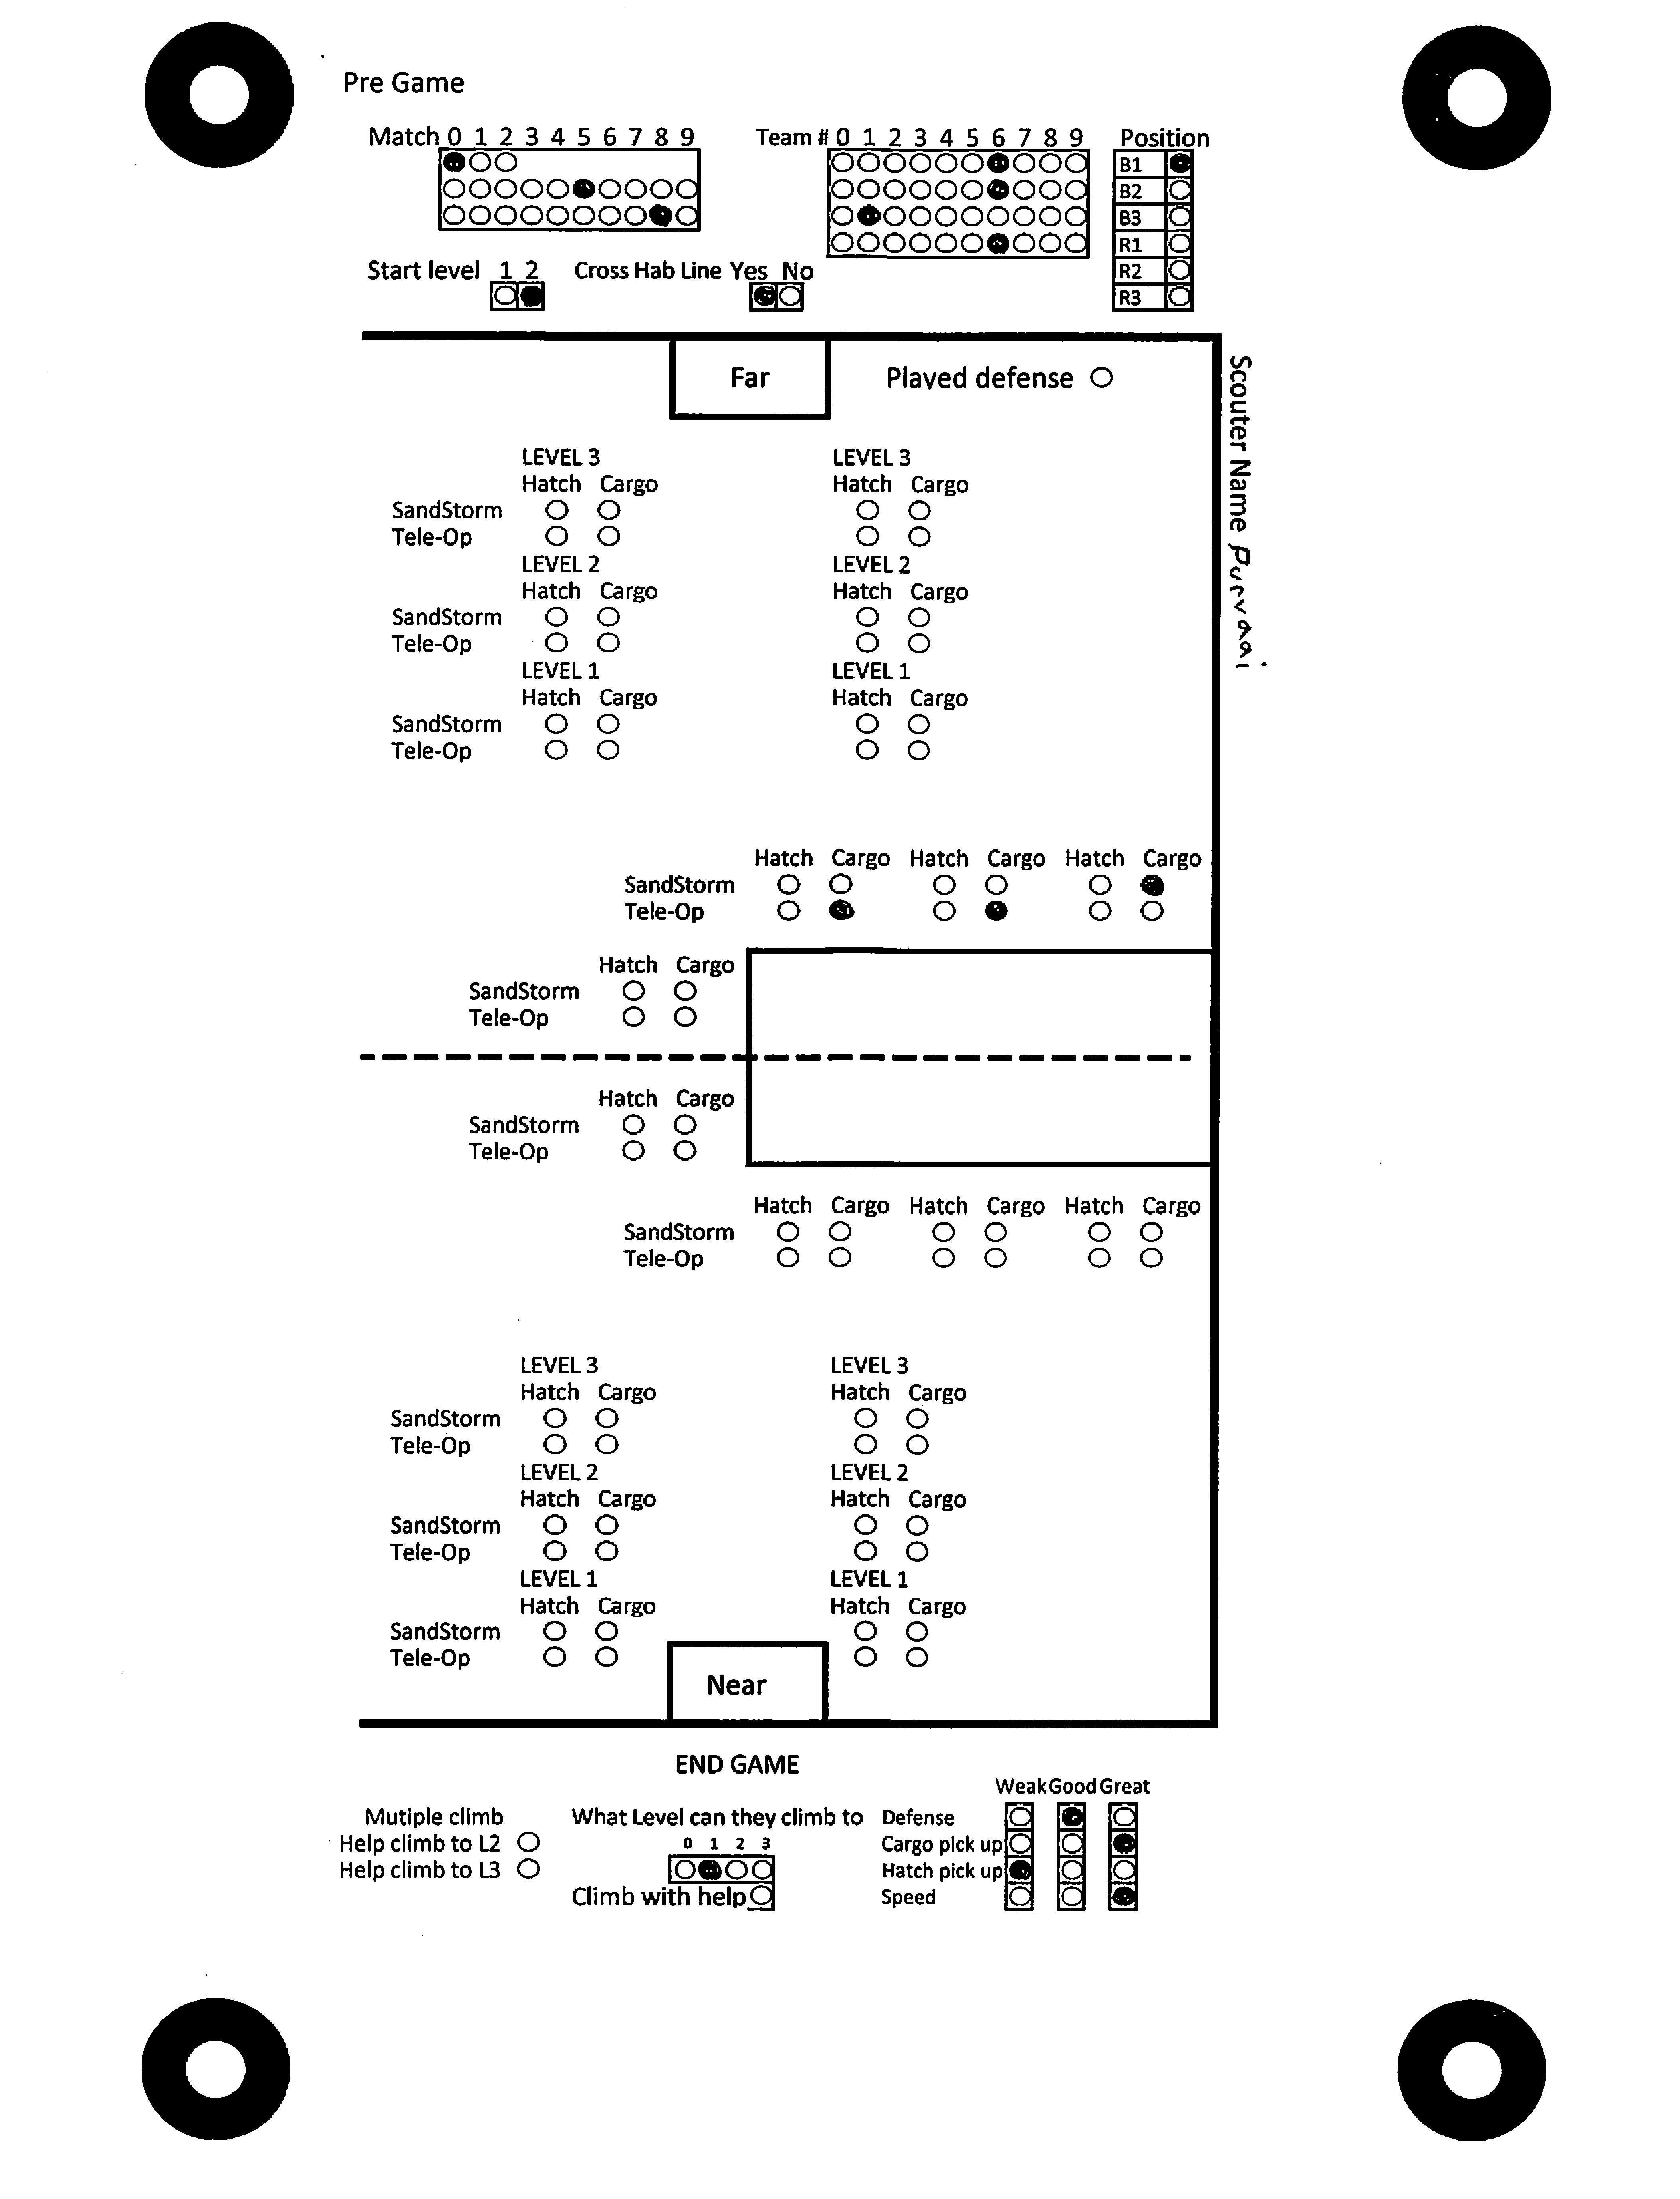 Pre Game
Match 0 1 2 3 4 5 6 7 8 9
Team # 0 1 2 3 4 5 6 7 8 9
Position
B1
B2
B3
R1
R2
R3
Start level 1 2
Cross Hab Line Yes No
Far
Played defense
Scouter Name Purvaai
LEVEL 3 LEVEL 3
Hatch Cargo Hatch Cargo
SandStorm
Tele-Op
LEVEL 2 LEVEL 2
Hatch Cargo Hatch Cargo
SandStorm
Tele-Op
LEVEL 1 LEVEL 1
Hatch Cargo Hatch Cargo
SandStorm
Tele-Op
Hatch Cargo Hatch Cargo Hatch Cargo
SandStorm
Tele-Op
Hatch Cargo
SandStorm
Tele-Op
Hatch Cargo
SandStorm
Tele-Op
Hatch Cargo Hatch Cargo Hatch Cargo
SandStorm
Tele-Op
LEVEL 3 LEVEL 3
Hatch Cargo Hatch Cargo
SandStorm
Tele-Op
LEVEL 2 LEVEL 2
Hatch Cargo Hatch Cargo
SandStorm
Tele-Op
LEVEL 1 LEVEL 1
Hatch Cargo Hatch Cargo
SandStorm
Tele-Op
Near
END GAME
Mutiple climb
Help climb to L2
Help climb to L3
What Level can they climb to
0 1 2 3
Climb with help
Weak Good Great
Defense
Cargo pick up
Hatch pick up
Speed